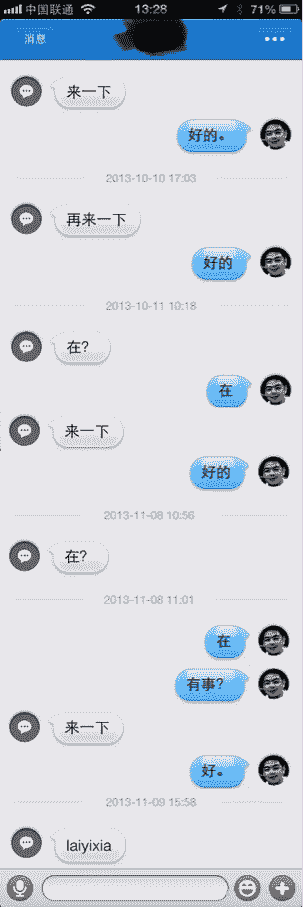 中国联通 13:28 71%
消息
来一下
好的。
2013-10-10 17:03
再来一下
好的
2013-10-11 10:18
在?
在
来一下
好的
2013-11-08 10:56
在?
2013-11-08 11:01
在
有事?
来一下
好。
2013-11-09 15:58
laiyixia